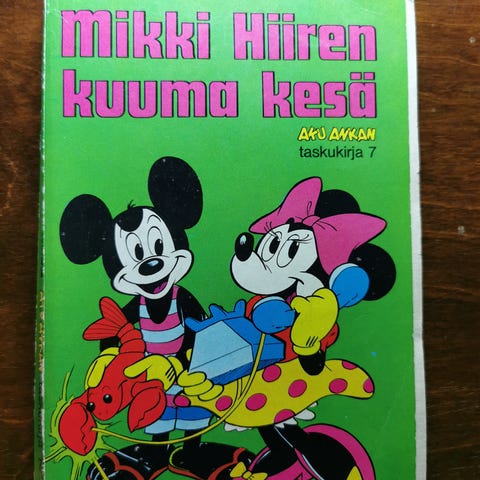 Mikki Hiiren
kuuma kesä
AKU ANKAN
taskukirja 7